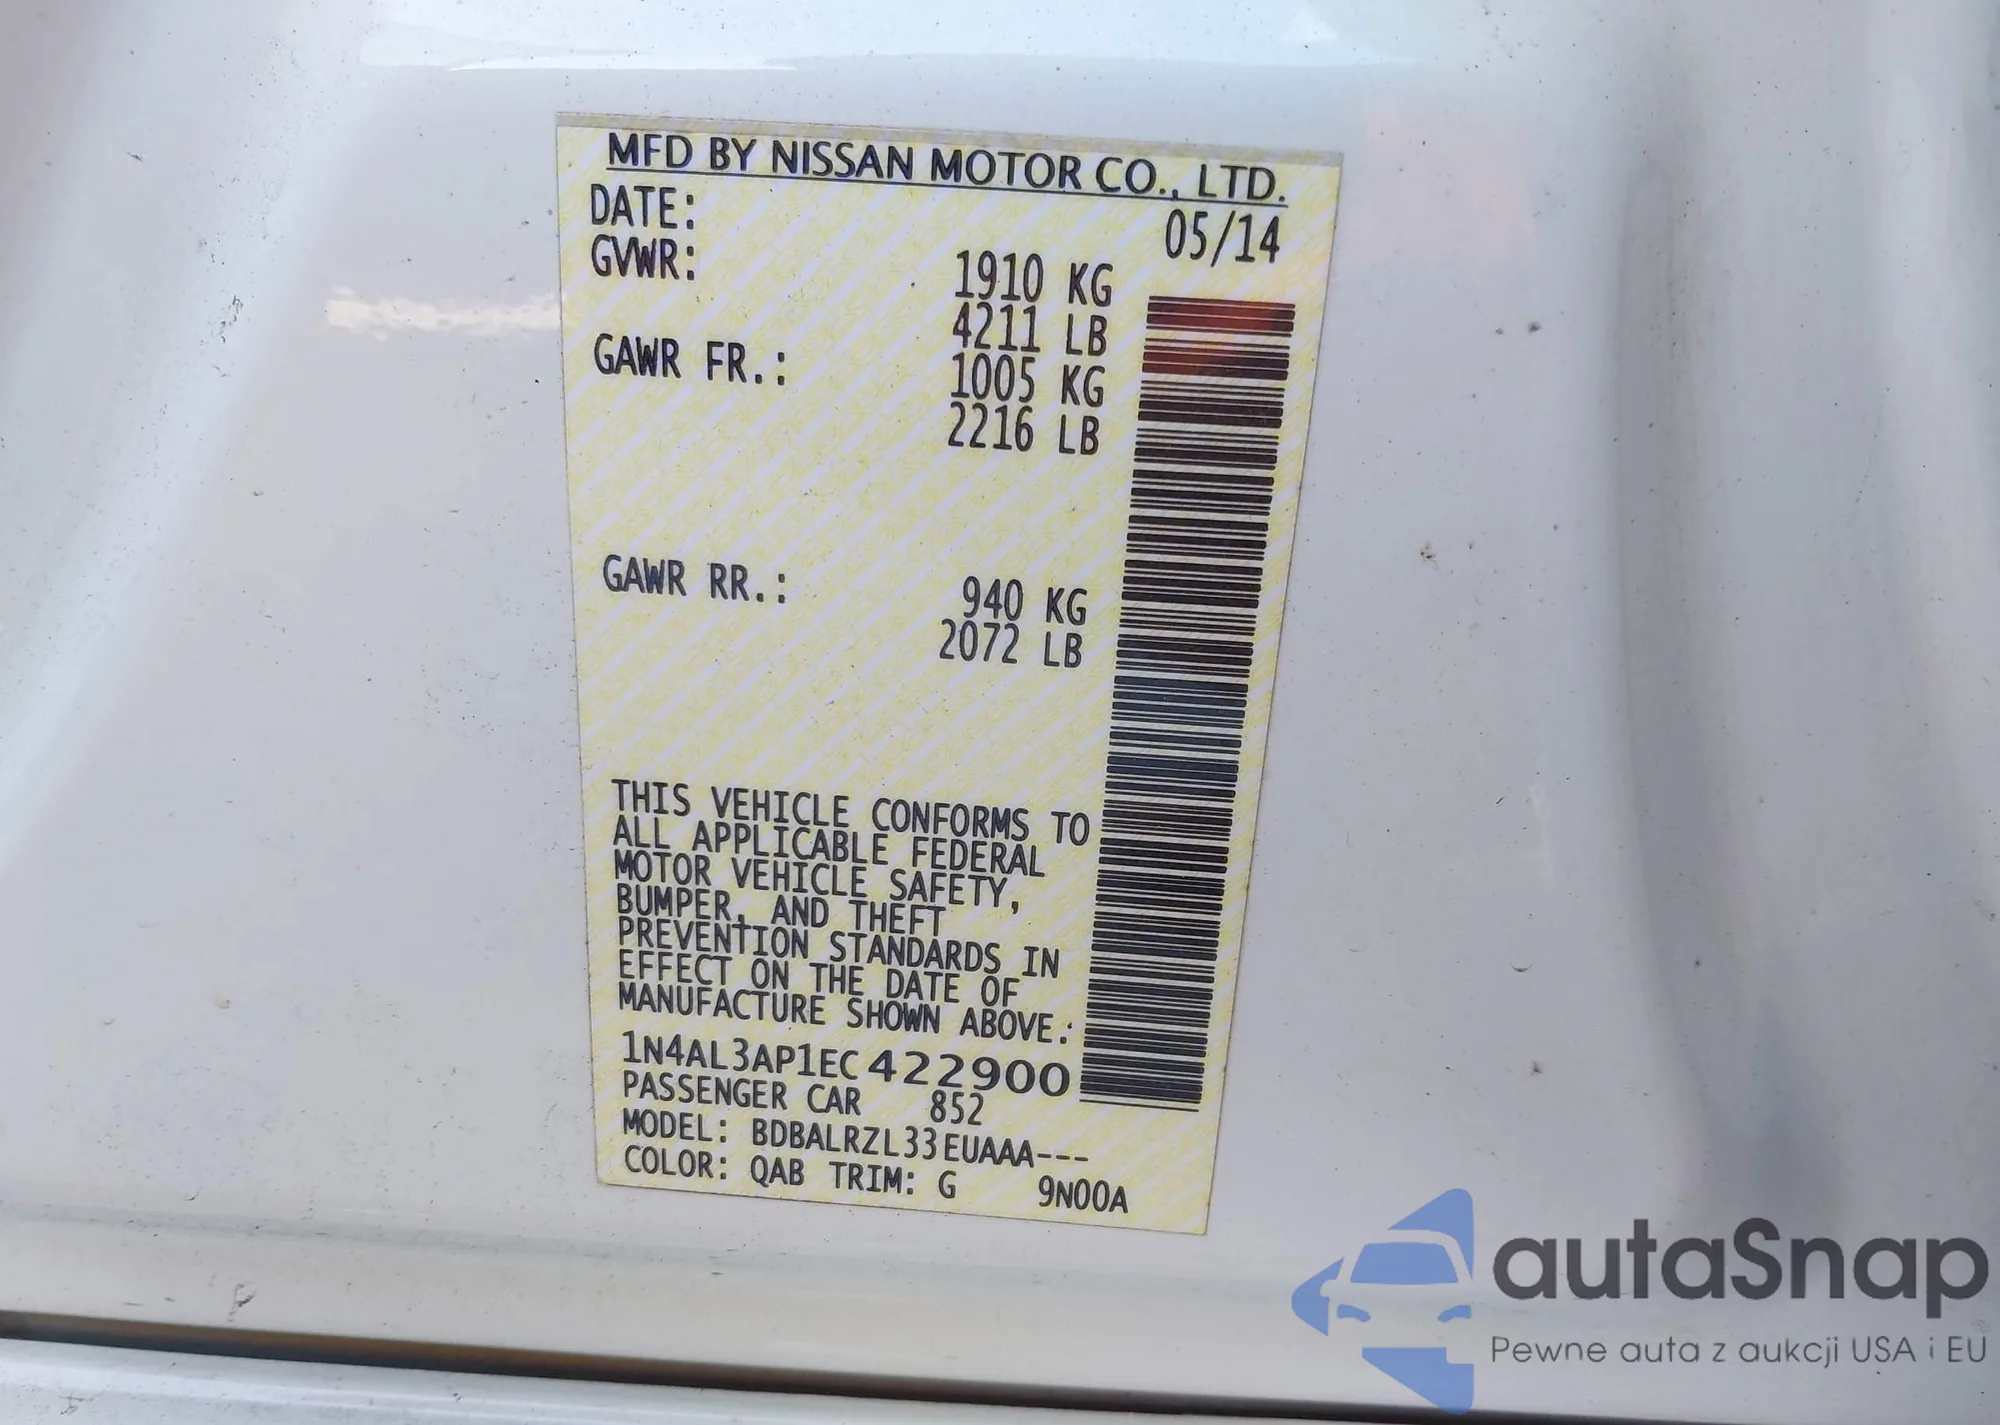 MFD BY NISSAN MOTOR CO., LTD.
DATE: 05/14
GVWR: 1910 KG
4211 LB
GAWR FR.: 1005 KG
2216 LB
GAWR RR.: 940 KG
2072 LB
THIS VEHICLE CONFORMS TO
ALL APPLICABLE FEDERAL
MOTOR VEHICLE SAFETY,
BUMPER, AND THEFT
PREVENTION STANDARDS IN
EFFECT ON THE DATE OF
MANUFACTURE SHOWN ABOVE.:
1N4AL3AP1EC422900
PASSENGER CAR 852
MODEL: BDBALRZL33EUAAA---
COLOR: QAB TRIM: G 9N00A
autaSnap
Pewne auta z aukcji USA i EU